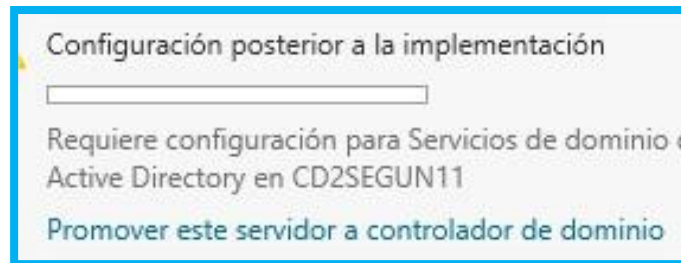 Configuración posterior a la implementación
Requiere configuración para Servicios de dominio
Active Directory en CD2SEGUN11
Promover este servidor a controlador de dominio